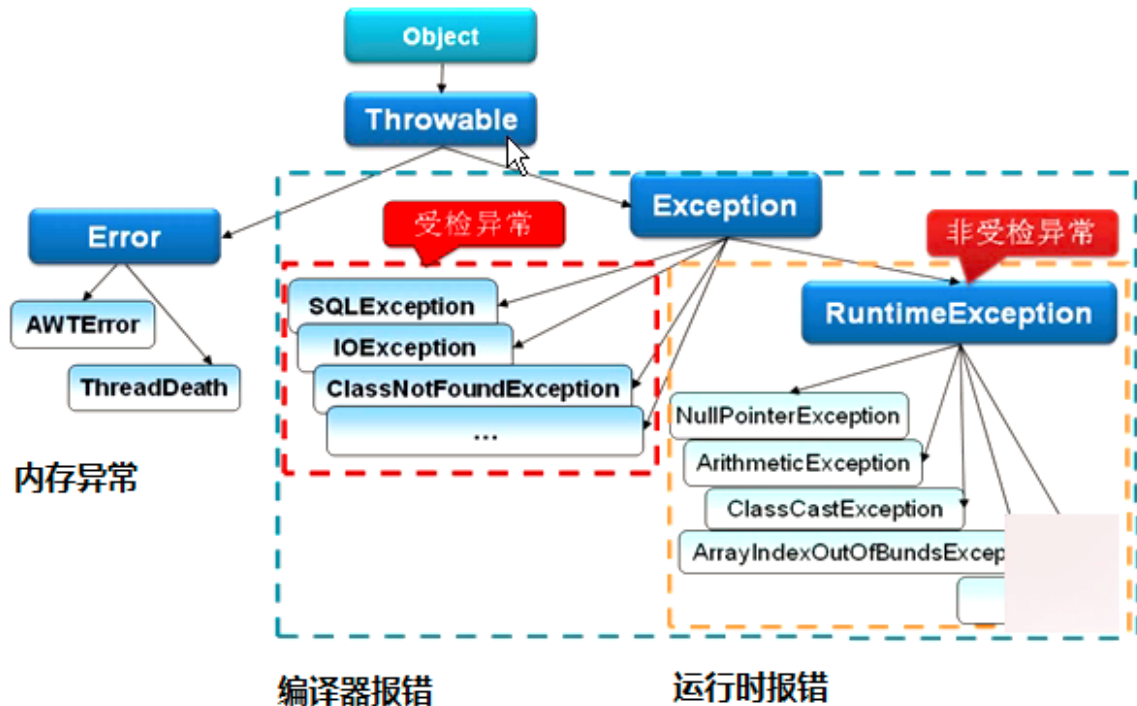 Object
Throwable
Exception
Error
受检异常
非受检异常
AWTError
ThreadDeath
SQLException
IOException
ClassNotFoundException
...
RuntimeException
NullPointerException
ArithmeticException
ClassCastException
ArrayIndexOutOfBundsExcep
内存异常
编译器报错
运行时报错